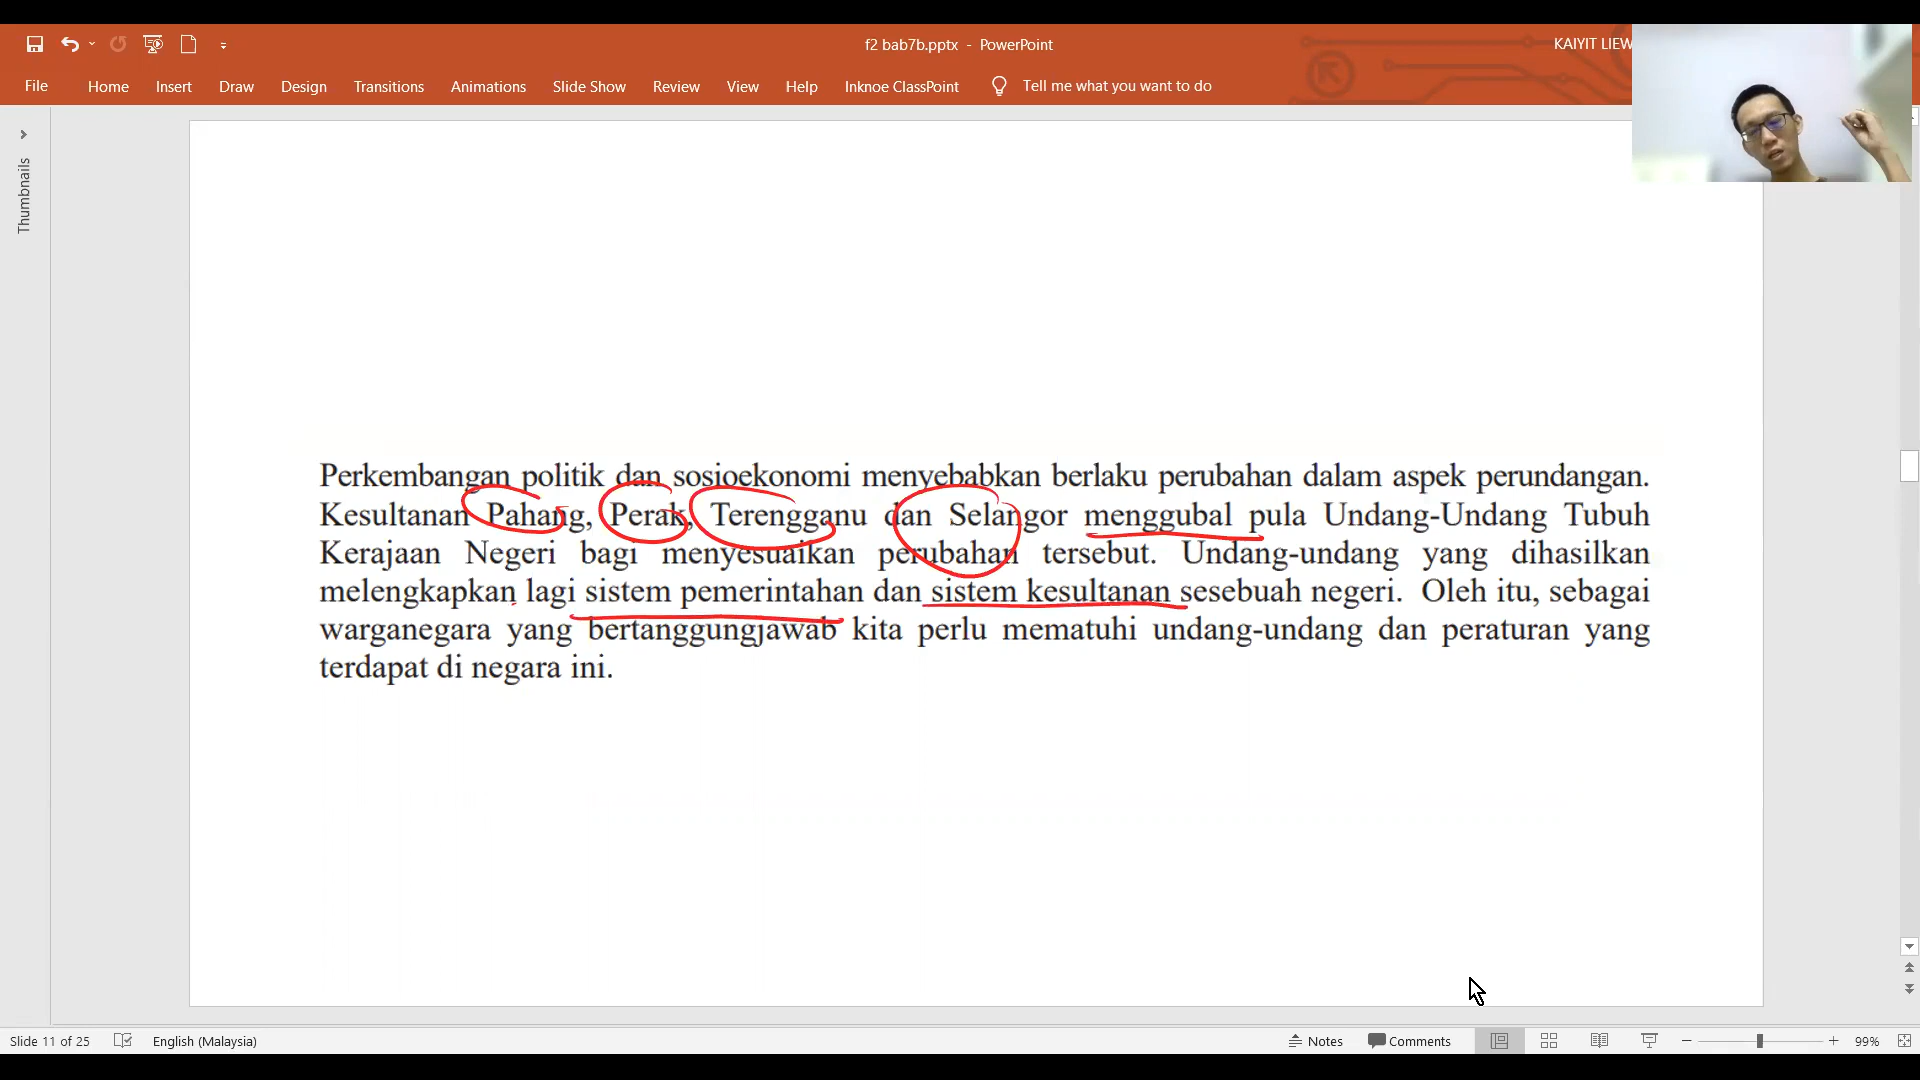 f2 bab7b.pptx - PowerPoint
KAIYIT LIEW
File Home Insert Draw Design Transitions Animations Slide Show Review View Help Inknoe ClassPoint Tell me what you want to do
Thumbnails
Perkembangan politik dan sosioekonomi menyebabkan berlaku perubahan dalam aspek perundangan.
Kesultanan Pahang, Perak, Terengganu dan Selangor menggubal pula Undang-Undang Tubuh
Kerajaan Negeri bagi menyesuaikan perubahan tersebut. Undang-undang yang dihasilkan
melengkapkan lagi sistem pemerintahan dan sistem kesultanan sesebuah negeri. Oleh itu, sebagai
warganegara yang bertanggungjawab kita perlu mematuhi undang-undang dan peraturan yang
terdapat di negara ini.
Slide 11 of 25 English (Malaysia) Notes Comments 99%